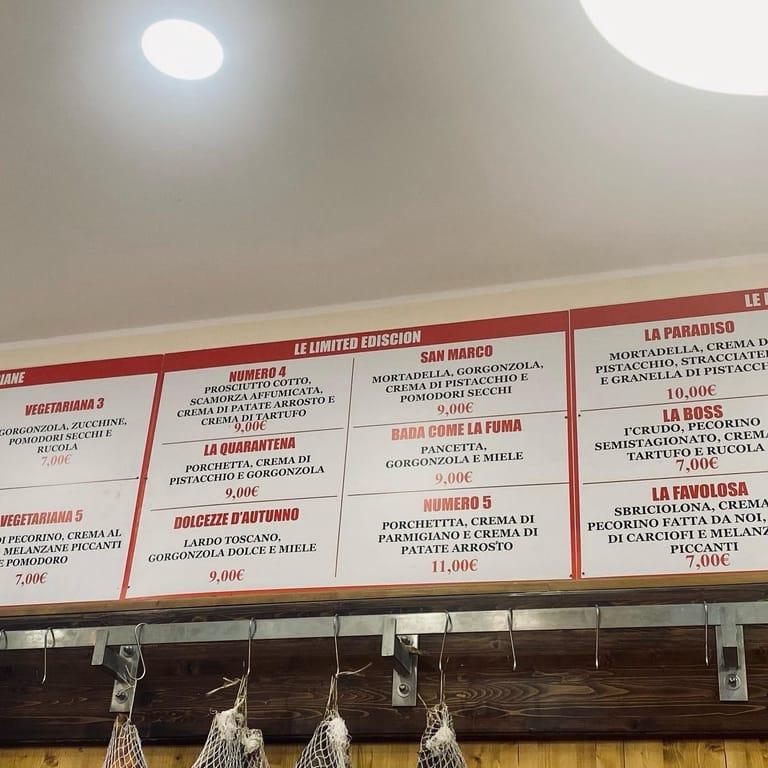 IANE
VEGETARIANA 3
GORGONZOLA, ZUCCHINE,
POMODORI SECCHI E
RUCOLA
7,00€
VEGETARIANA 5
DI PECORINO, CREMA AL
MELANZANE PICCANTI
E POMODORO
7,00€
LE LIMITED EDISCION
NUMERO 4
PROSCIUTTO COTTO,
SCAMORZA AFFUMICATA,
CREMA DI PATATE ARROSTO E
CREMA DI TARTUFO
9,00€
LA QUARANTENA
PORCHETTA, CREMA DI
PISTACCHIO E GORGONZOLA
9,00€
DOLCEZZE D'AUTUNNO
LARDO TOSCANO,
GORGONZOLA DOLCE E MIELE
9,00€
SAN MARCO
MORTADELLA, GORGONZOLA,
CREMA DI PISTACCHIO E
POMODORI SECCHI
9,00€
BADA COME LA FUMA
PANCETTA,
GORGONZOLA E MIELE
9,00€
NUMERO 5
PORCHETTTA, CREMA DI
PARMIGIANO E CREMA DI
PATATE ARROSTO
11,00€
LE
LA PARADISO
MORTADELLA, CREMA D
PISTACCHIO, STRACCIATE
E GRANELLA DI PISTACC
10,00€
LA BOSS
I'CRUDO, PECORINO
SEMISTAGIONATO, CREMA
TARTUFO E RUCOLA
7,00€
LA FAVOLOSA
SBRICIOLONA, CREMA
PECORINO FATTA DA NOI,
DI CARCIOFI E MELANZ
PICCANTI
7,00€